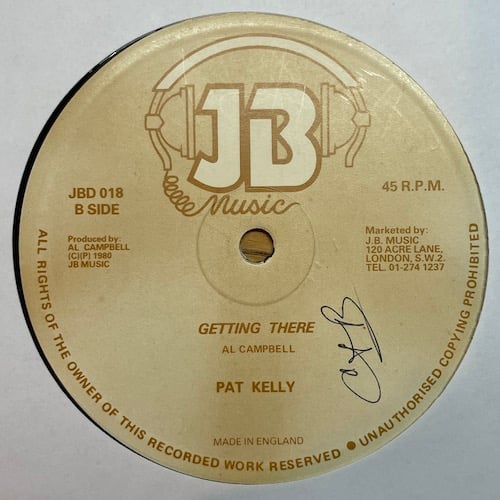 JB
Music
JBD 018
B SIDE
45 R.P.M.
Produced by:
AL CAMPBELL
(C)(P) 1980
JB MUSIC
Marketed by:
J.B. MUSIC
120 ACRE LANE,
LONDON, S.W.2.
TEL. 01-274 1237
GETTING THERE
AL CAMPBELL
PAT KELLY
MADE IN ENGLAND
ALL RIGHTS OF THE OWNER OF THIS RECORDED WORK RESERVED ● UNAUTHORISED COPYING PROHIBITED